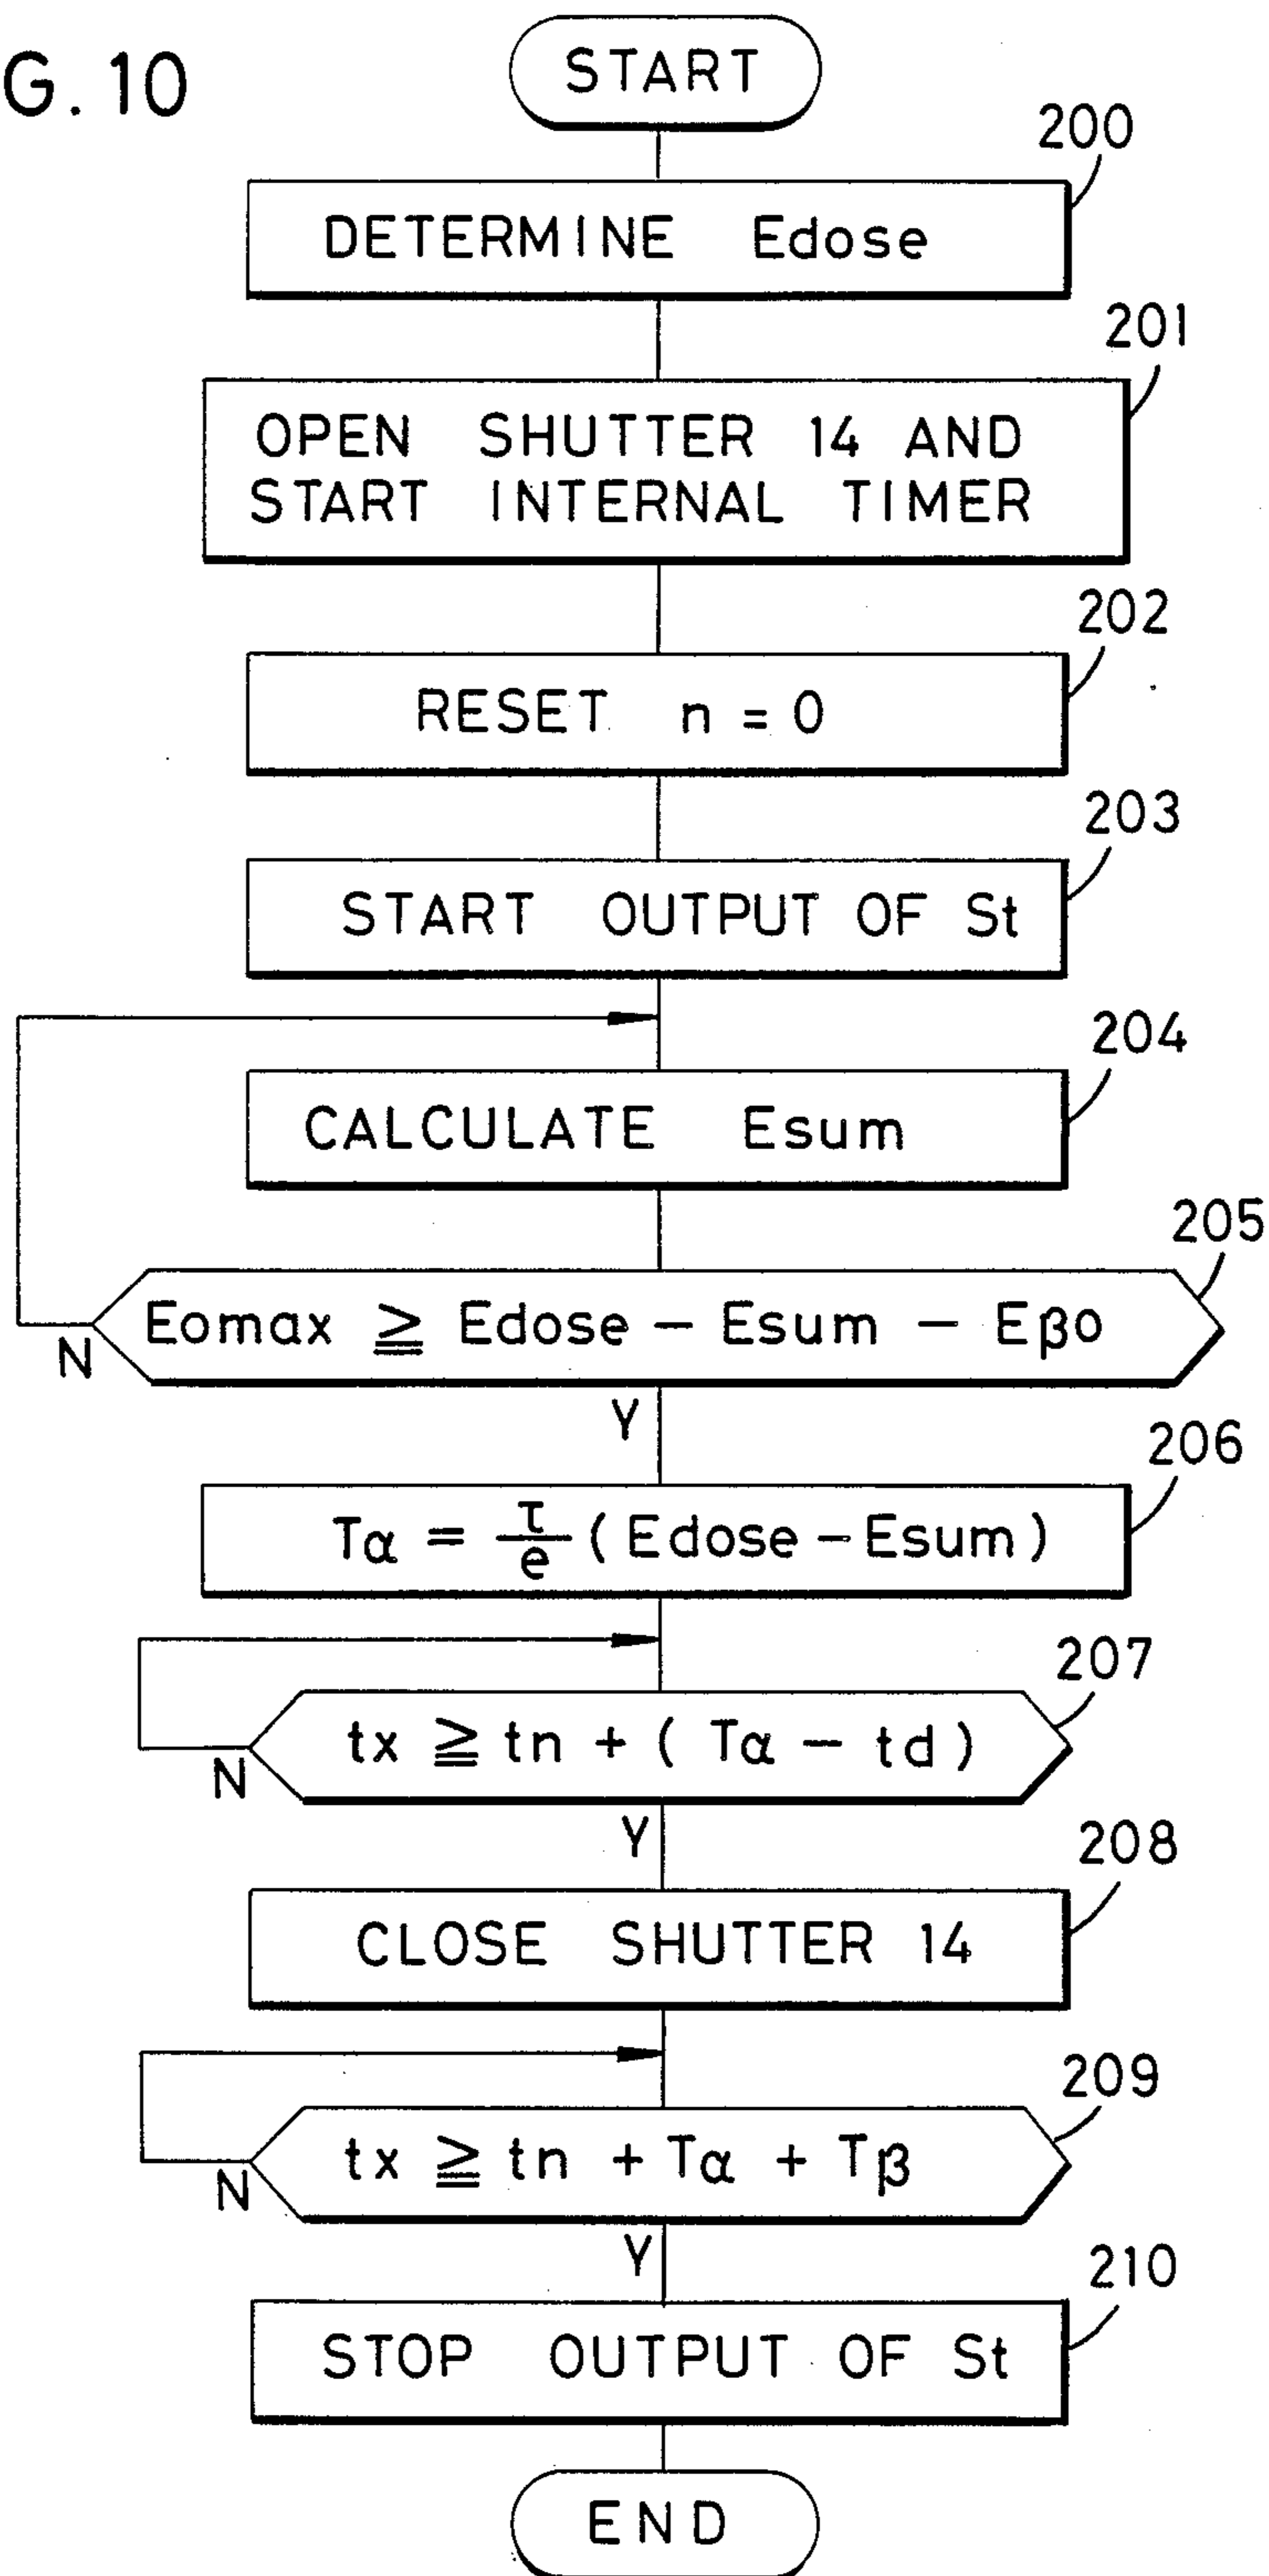 G. 10
START
200
DETERMINE Edose
201
OPEN SHUTTER 14 AND
START INTERNAL TIMER
202
RESET n = 0
203
START OUTPUT OF St
204
CALCULATE Esum
205
Eomax ≧ Edose − Esum − Eβo
N
Y
206
Tα = τ/e (Edose − Esum)
207
tx ≧ tn + (Tα − td)
N
Y
208
CLOSE SHUTTER 14
209
tx ≧ tn + Tα + Tβ
N
Y
210
STOP OUTPUT OF St
END